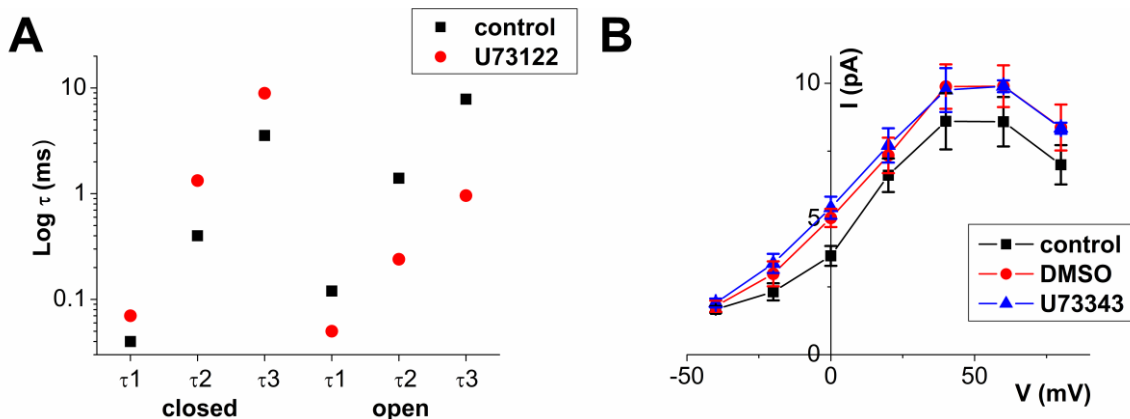 A
control
U73122
Log τ (ms)
10
1
0.1
τ1 τ2 τ3 τ1 τ2 τ3
closed open
B
I (pA)
10
5
0
control
DMSO
U73343
-50 0 50
V (mV)